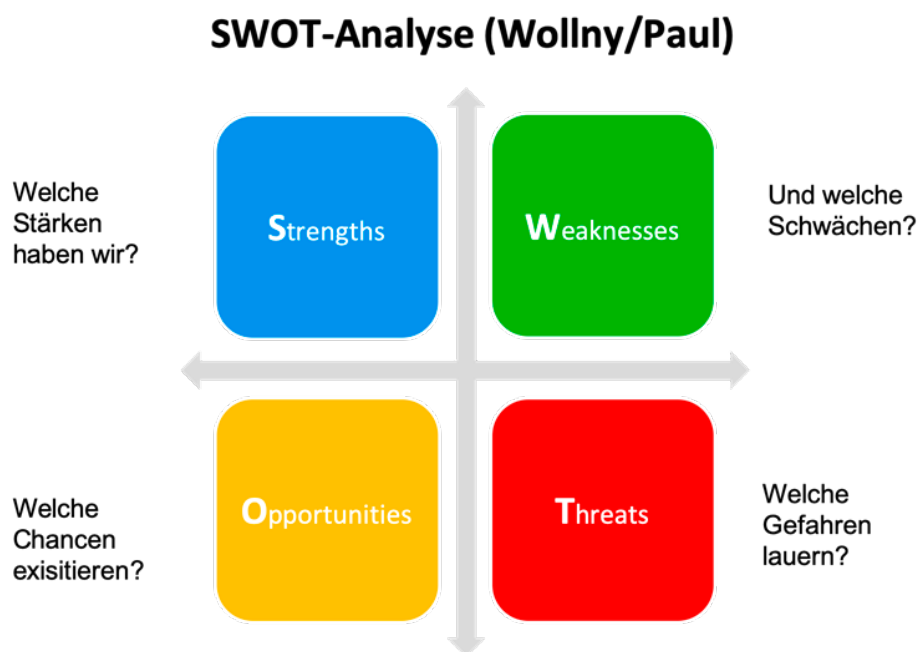 SWOT-Analyse (Wollny/Paul)
Welche
Stärken
haben wir?
Strengths
Weaknesses
Und welche
Schwächen?
Welche
Chancen
exisitieren?
Opportunities
Threats
Welche
Gefahren
lauern?